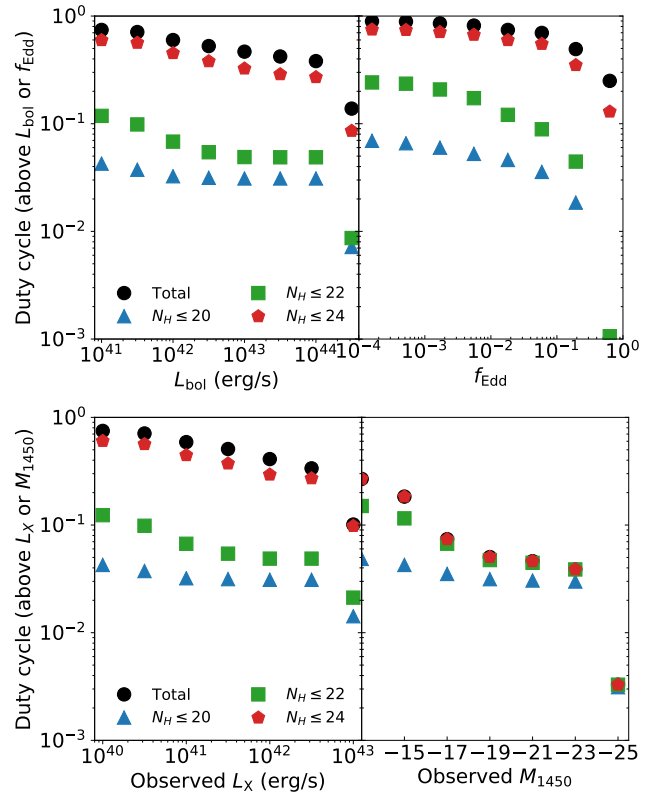 Duty cycle (above L_bol or f_Edd)
10^0
10^-1
10^-2
10^-3
Total
N_H ≤ 20
N_H ≤ 22
N_H ≤ 24
10^41 10^42 10^43 10^44
L_bol (erg/s)
10^-4 10^-3 10^-2 10^-1 10^0
f_Edd
Duty cycle (above L_X or M_1450)
10^0
10^-1
10^-2
10^-3
Total
N_H ≤ 20
N_H ≤ 22
N_H ≤ 24
10^40 10^41 10^42 10^43
Observed L_X (erg/s)
−15 −17 −19 −21 −23 −25
Observed M_1450